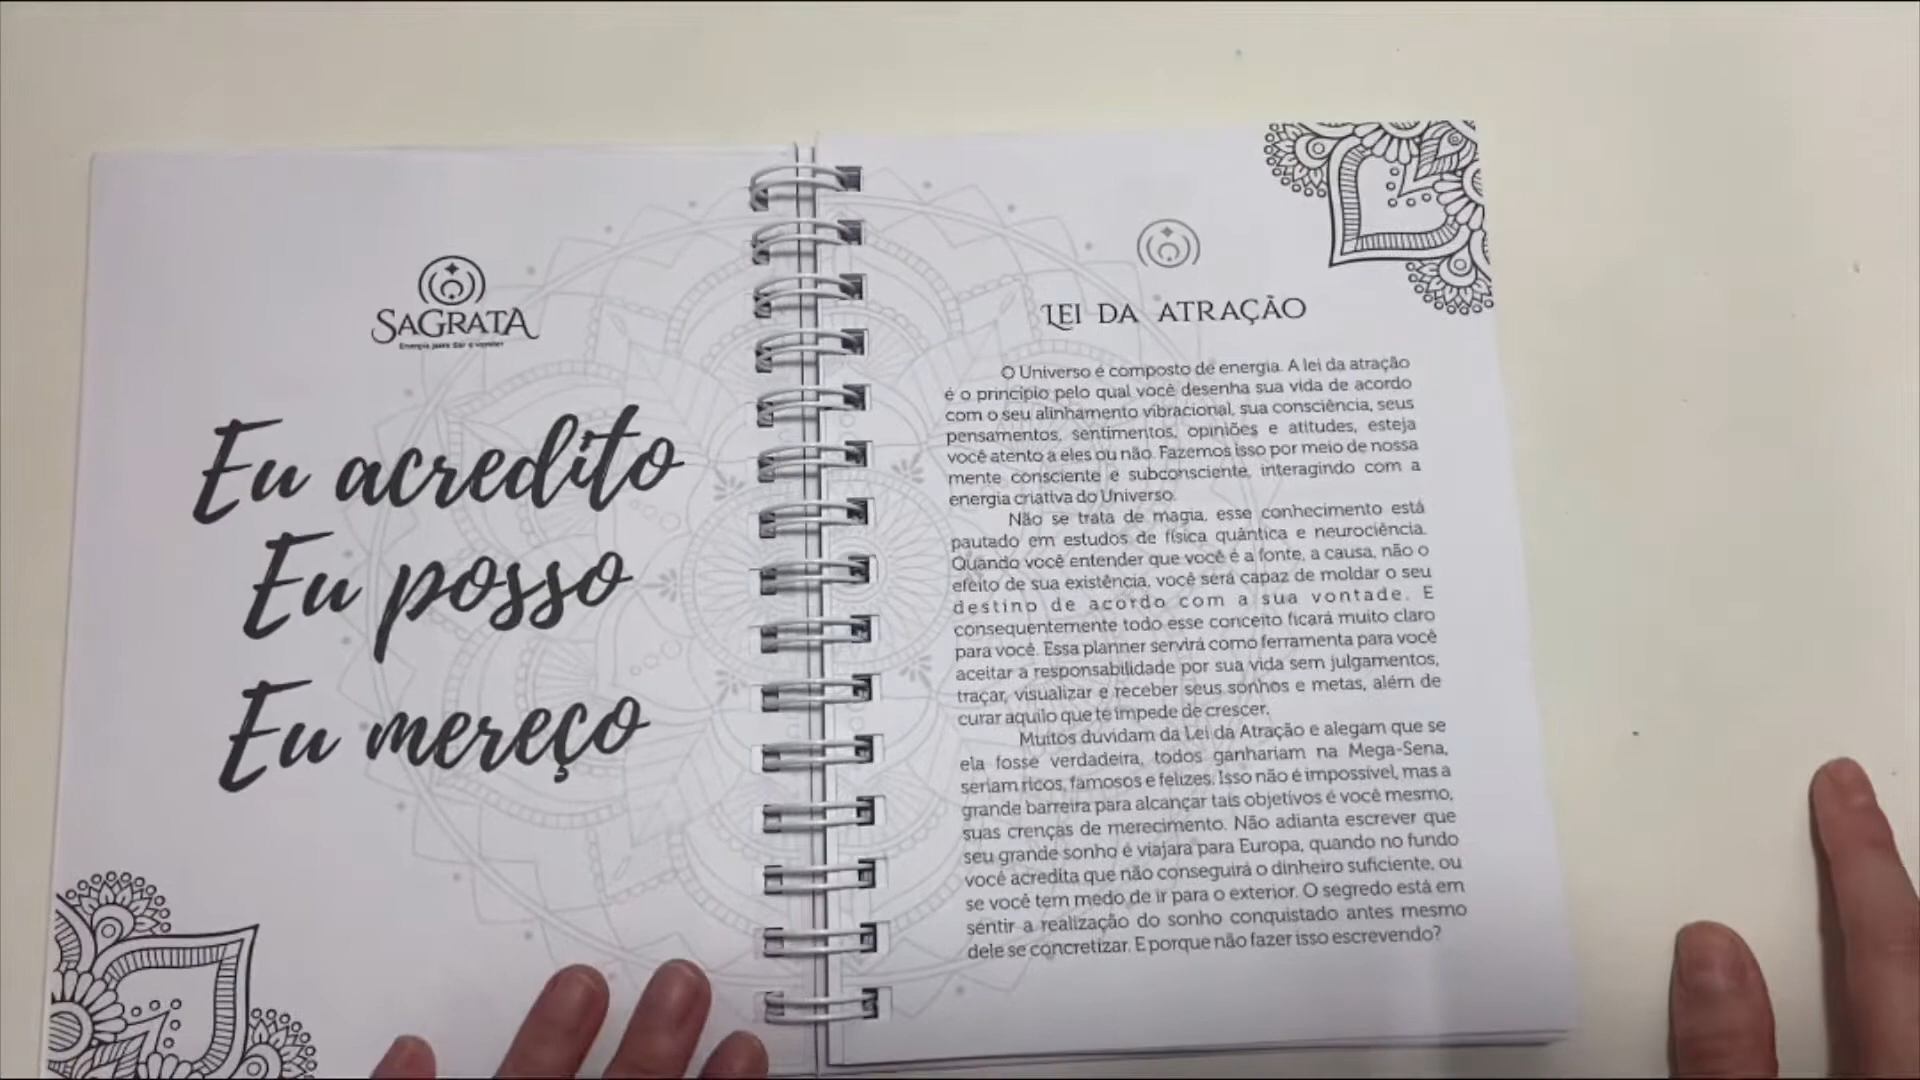 SAGRATA
Energia para dar e vender
Eu acredito
Eu posso
Eu mereço
LEI DA ATRAÇÃO
O Universo é composto de energia. A lei da atração
é o princípio pelo qual você desenha sua vida de acordo
com o seu alinhamento vibracional, sua consciência, seus
pensamentos, sentimentos, opiniões e atitudes, esteja
você atento a eles ou não. Fazemos isso por meio de nossa
mente consciente e subconsciente, interagindo com a
energia criativa do Universo.
Não se trata de magia, esse conhecimento está
pautado em estudos de física quântica e neurociência.
Quando você entender que você é a fonte, a causa, não o
efeito de sua existência, você será capaz de moldar o seu
destino de acordo com a sua vontade. E
consequentemente todo esse conceito ficará muito claro
para você. Essa planner servirá como ferramenta para você
aceitar a responsabilidade por sua vida sem julgamentos,
traçar, visualizar e receber seus sonhos e metas, além de
curar aquilo que te impede de crescer.
Muitos duvidam da Lei da Atração e alegam que se
ela fosse verdadeira, todos ganhariam na Mega-Sena,
seriam ricos, famosos e felizes. Isso não é impossível, mas a
grande barreira para alcançar tais objetivos é você mesmo,
suas crenças de merecimento. Não adianta escrever que
seu grande sonho é viajara para Europa, quando no fundo
você acredita que não conseguirá o dinheiro suficiente, ou
se você tem medo de ir para o exterior. O segredo está em
sentir a realização do sonho conquistado antes mesmo
dele se concretizar. E porque não fazer isso escrevendo?